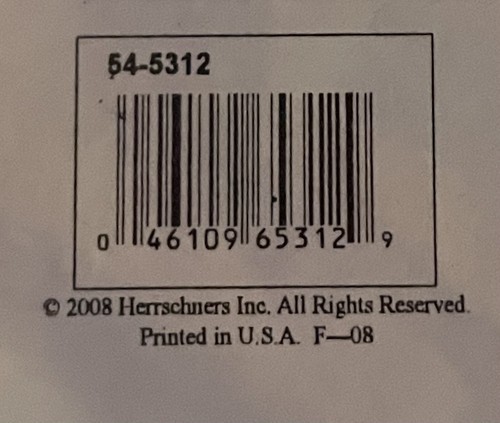 54-5312
0 46109 65312 9
© 2008 Herrschners Inc. All Rights Reserved.
Printed in U.S.A. F—08